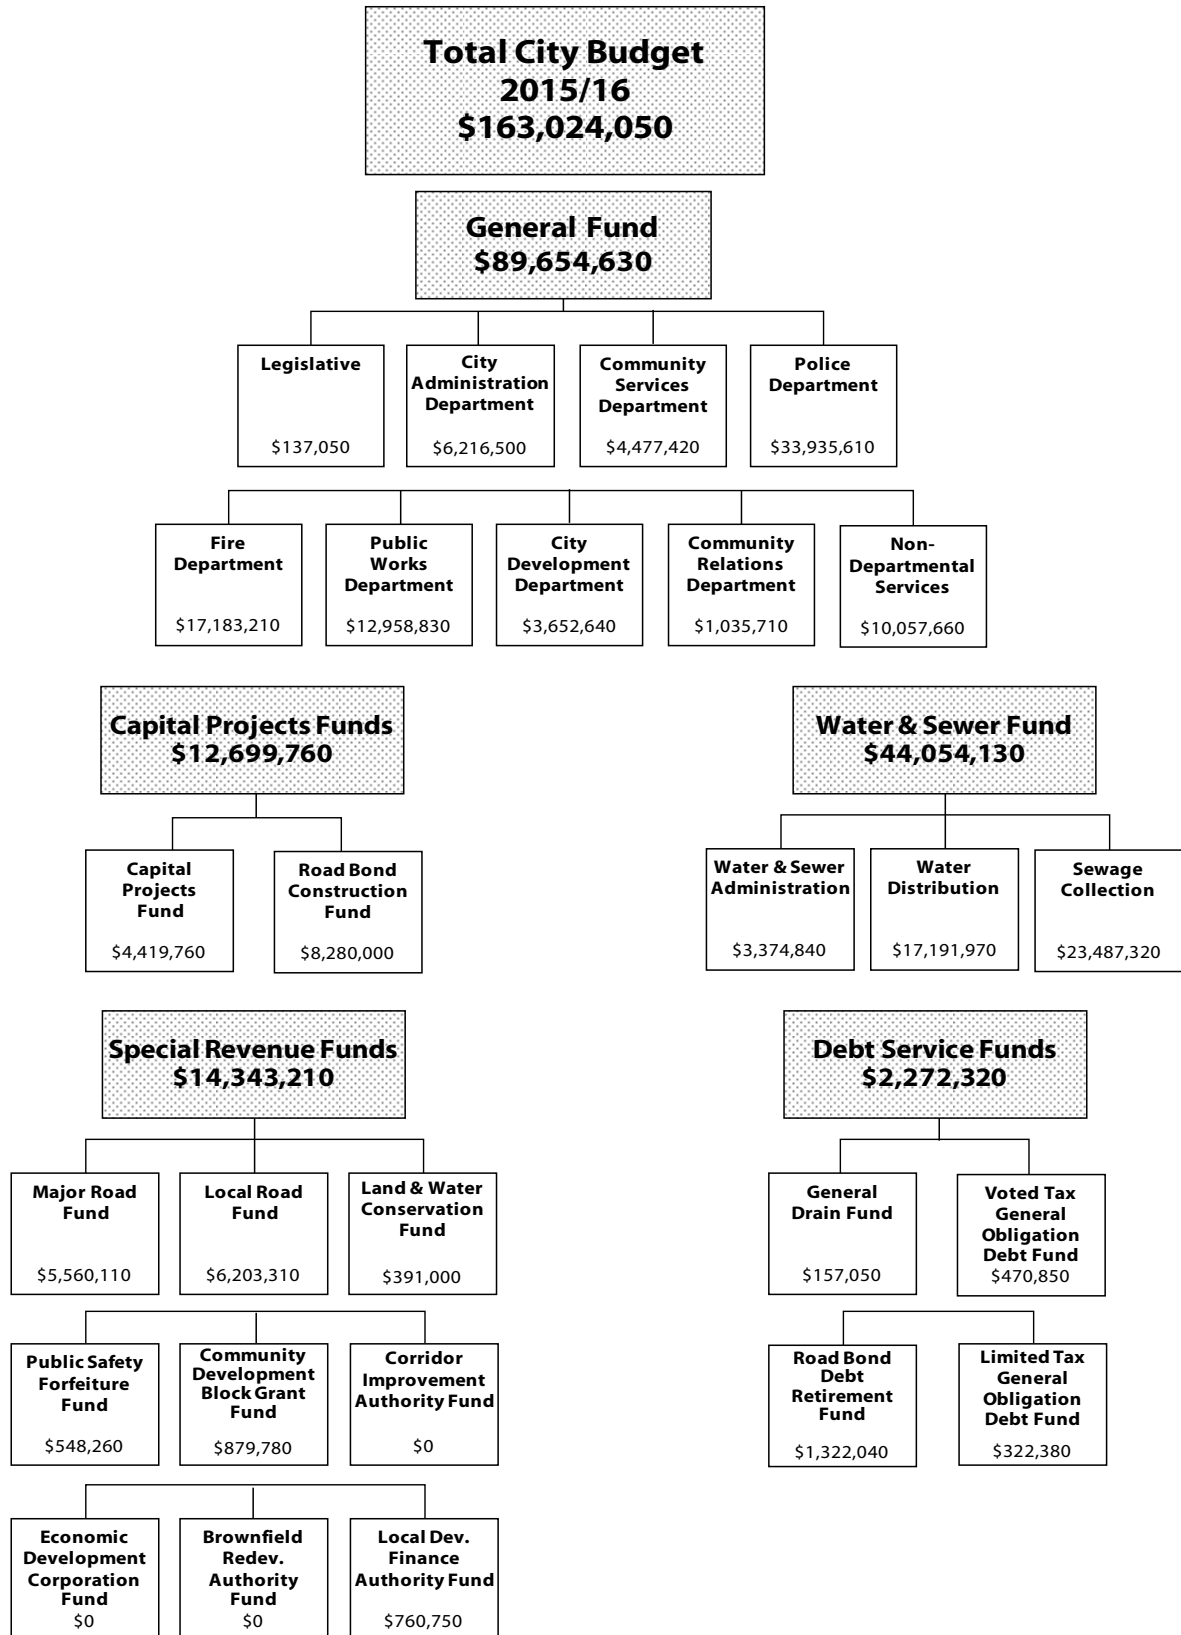 Total City Budget
2015/16
$163,024,050
General Fund
$89,654,630
Legislative
$137,050
City
Administration
Department
$6,216,500
Community
Services
Department
$4,477,420
Police
Department
$33,935,610
Fire
Department
$17,183,210
Public
Works
Department
$12,958,830
City
Development
Department
$3,652,640
Community
Relations
Department
$1,035,710
Non-
Departmental
Services
$10,057,660
Capital Projects Funds
$12,699,760
Capital
Projects
Fund
$4,419,760
Road Bond
Construction
Fund
$8,280,000
Water & Sewer Fund
$44,054,130
Water & Sewer
Administration
$3,374,840
Water
Distribution
$17,191,970
Sewage
Collection
$23,487,320
Special Revenue Funds
$14,343,210
Major Road
Fund
$5,560,110
Local Road
Fund
$6,203,310
Land & Water
Conservation
Fund
$391,000
Public Safety
Forfeiture
Fund
$548,260
Community
Development
Block Grant
Fund
$879,780
Corridor
Improvement
Authority Fund
$0
Economic
Development
Corporation
Fund
$0
Brownfield
Redev.
Authority
Fund
$0
Local Dev.
Finance
Authority Fund
$760,750
Debt Service Funds
$2,272,320
General
Drain Fund
$157,050
Voted Tax
General
Obligation
Debt Fund
$470,850
Road Bond
Debt
Retirement
Fund
$1,322,040
Limited Tax
General
Obligation
Debt Fund
$322,380